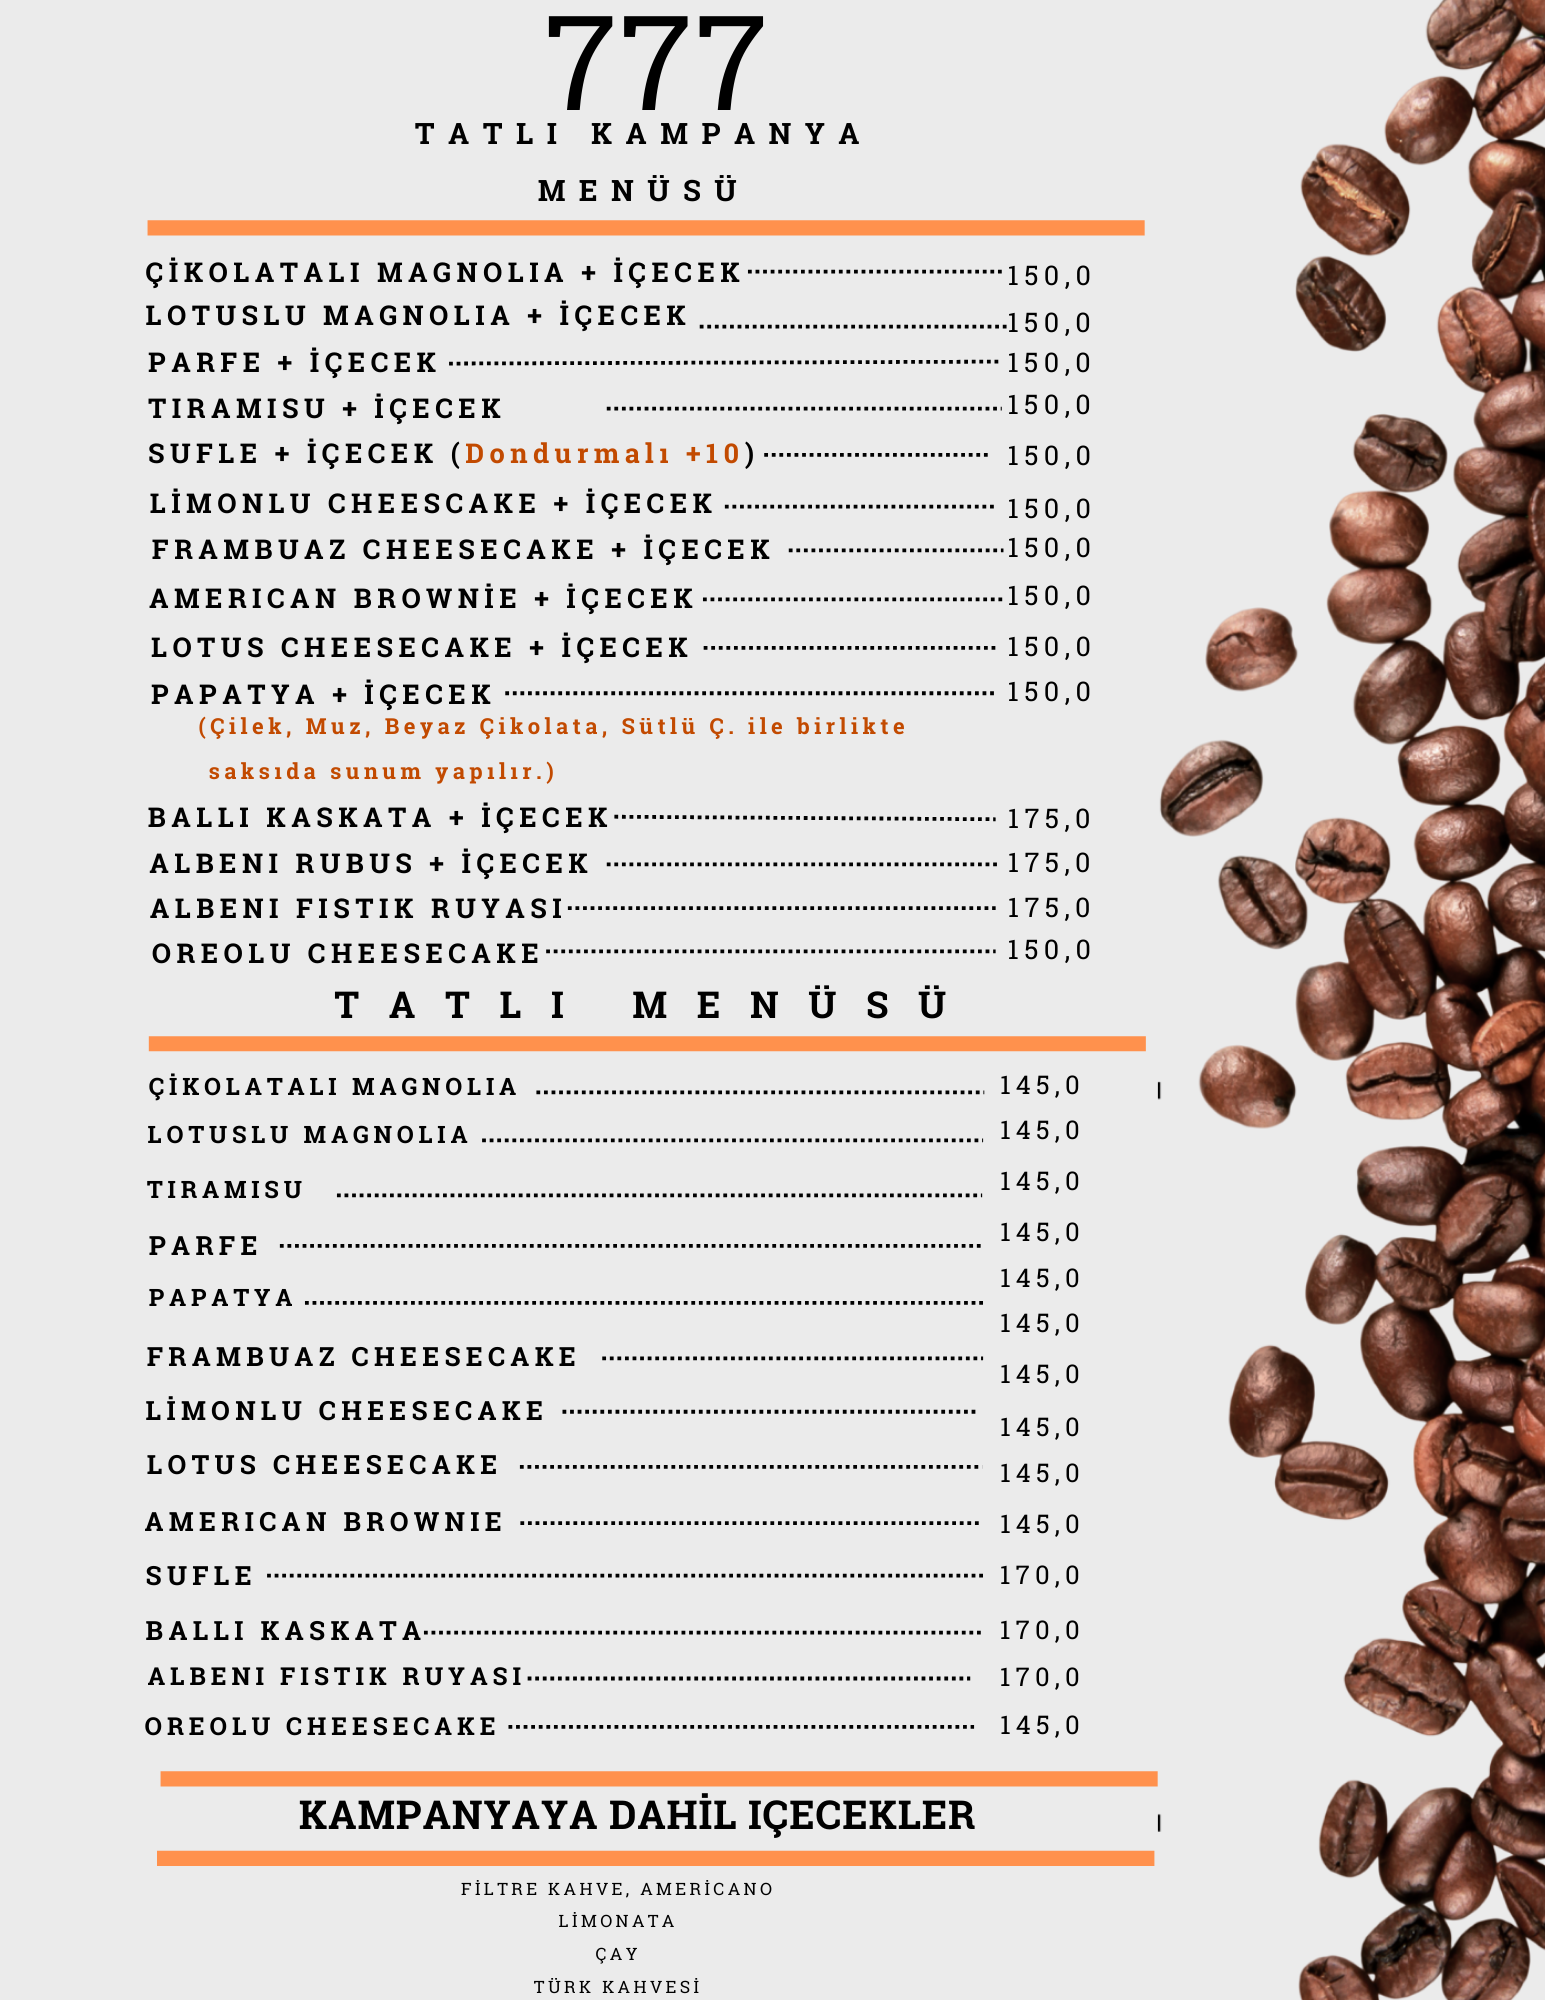 777
TATLI KAMPANYA
MENÜSÜ
ÇİKOLATALI MAGNOLIA + İÇECEK 150,0
LOTUSLU MAGNOLIA + İÇECEK 150,0
PARFE + İÇECEK 150,0
TIRAMISU + İÇECEK 150,0
SUFLE + İÇECEK (Dondurmalı +10) 150,0
LİMONLU CHEESCAKE + İÇECEK 150,0
FRAMBUAZ CHEESECAKE + İÇECEK 150,0
AMERICAN BROWNİE + İÇECEK 150,0
LOTUS CHEESECAKE + İÇECEK 150,0
PAPATYA + İÇECEK 150,0
(Çilek, Muz, Beyaz Çikolata, Sütlü Ç. ile birlikte
saksıda sunum yapılır.)
BALLI KASKATA + İÇECEK 175,0
ALBENI RUBUS + İÇECEK 175,0
ALBENI FISTIK RUYASI 175,0
OREOLU CHEESECAKE 150,0
TATLI MENÜSÜ
ÇİKOLATALI MAGNOLIA 145,0
LOTUSLU MAGNOLIA 145,0
TIRAMISU 145,0
PARFE 145,0
PAPATYA 145,0
145,0
FRAMBUAZ CHEESECAKE 145,0
LİMONLU CHEESECAKE 145,0
LOTUS CHEESECAKE 145,0
AMERICAN BROWNIE 145,0
SUFLE 170,0
BALLI KASKATA 170,0
ALBENI FISTIK RUYASI 170,0
OREOLU CHEESECAKE 145,0
KAMPANYAYA DAHİL IÇECEKLER
FİLTRE KAHVE, AMERİCANO
LİMONATA
ÇAY
TÜRK KAHVESİ